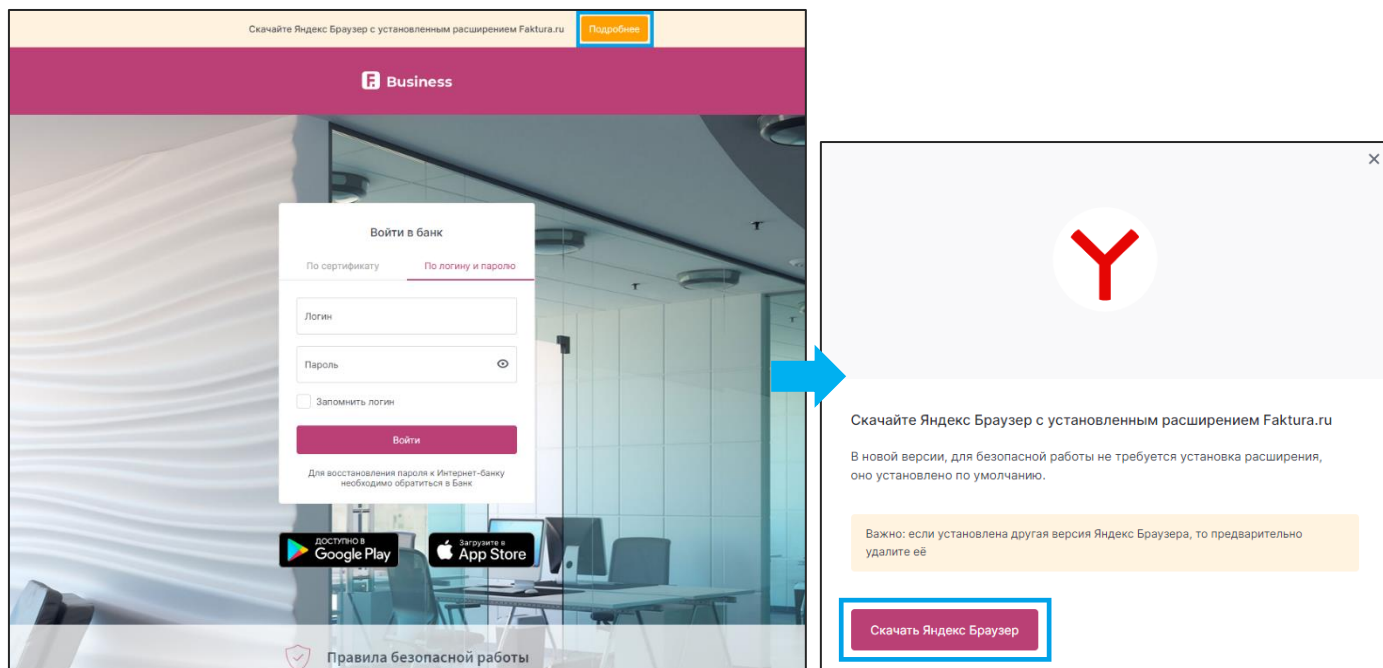 Скачайте Яндекс Браузер с установленным расширением Faktura.ru
Подробнее
F. Business
Войти в банк
По сертификату
По логину и паролю
Логин
Пароль
Запомнить логин
Войти
Для восстановления пароля к Интернет-банку
необходимо обратиться в Банк
ДОСТУПНО В
Google Play
Загрузите в
App Store
Правила безопасной работы
Скачайте Яндекс Браузер с установленным расширением Faktura.ru
В новой версии, для безопасной работы не требуется установка расширения,
оно установлено по умолчанию.
Важно: если установлена другая версия Яндекс Браузера, то предварительно
удалите её
Скачать Яндекс Браузер